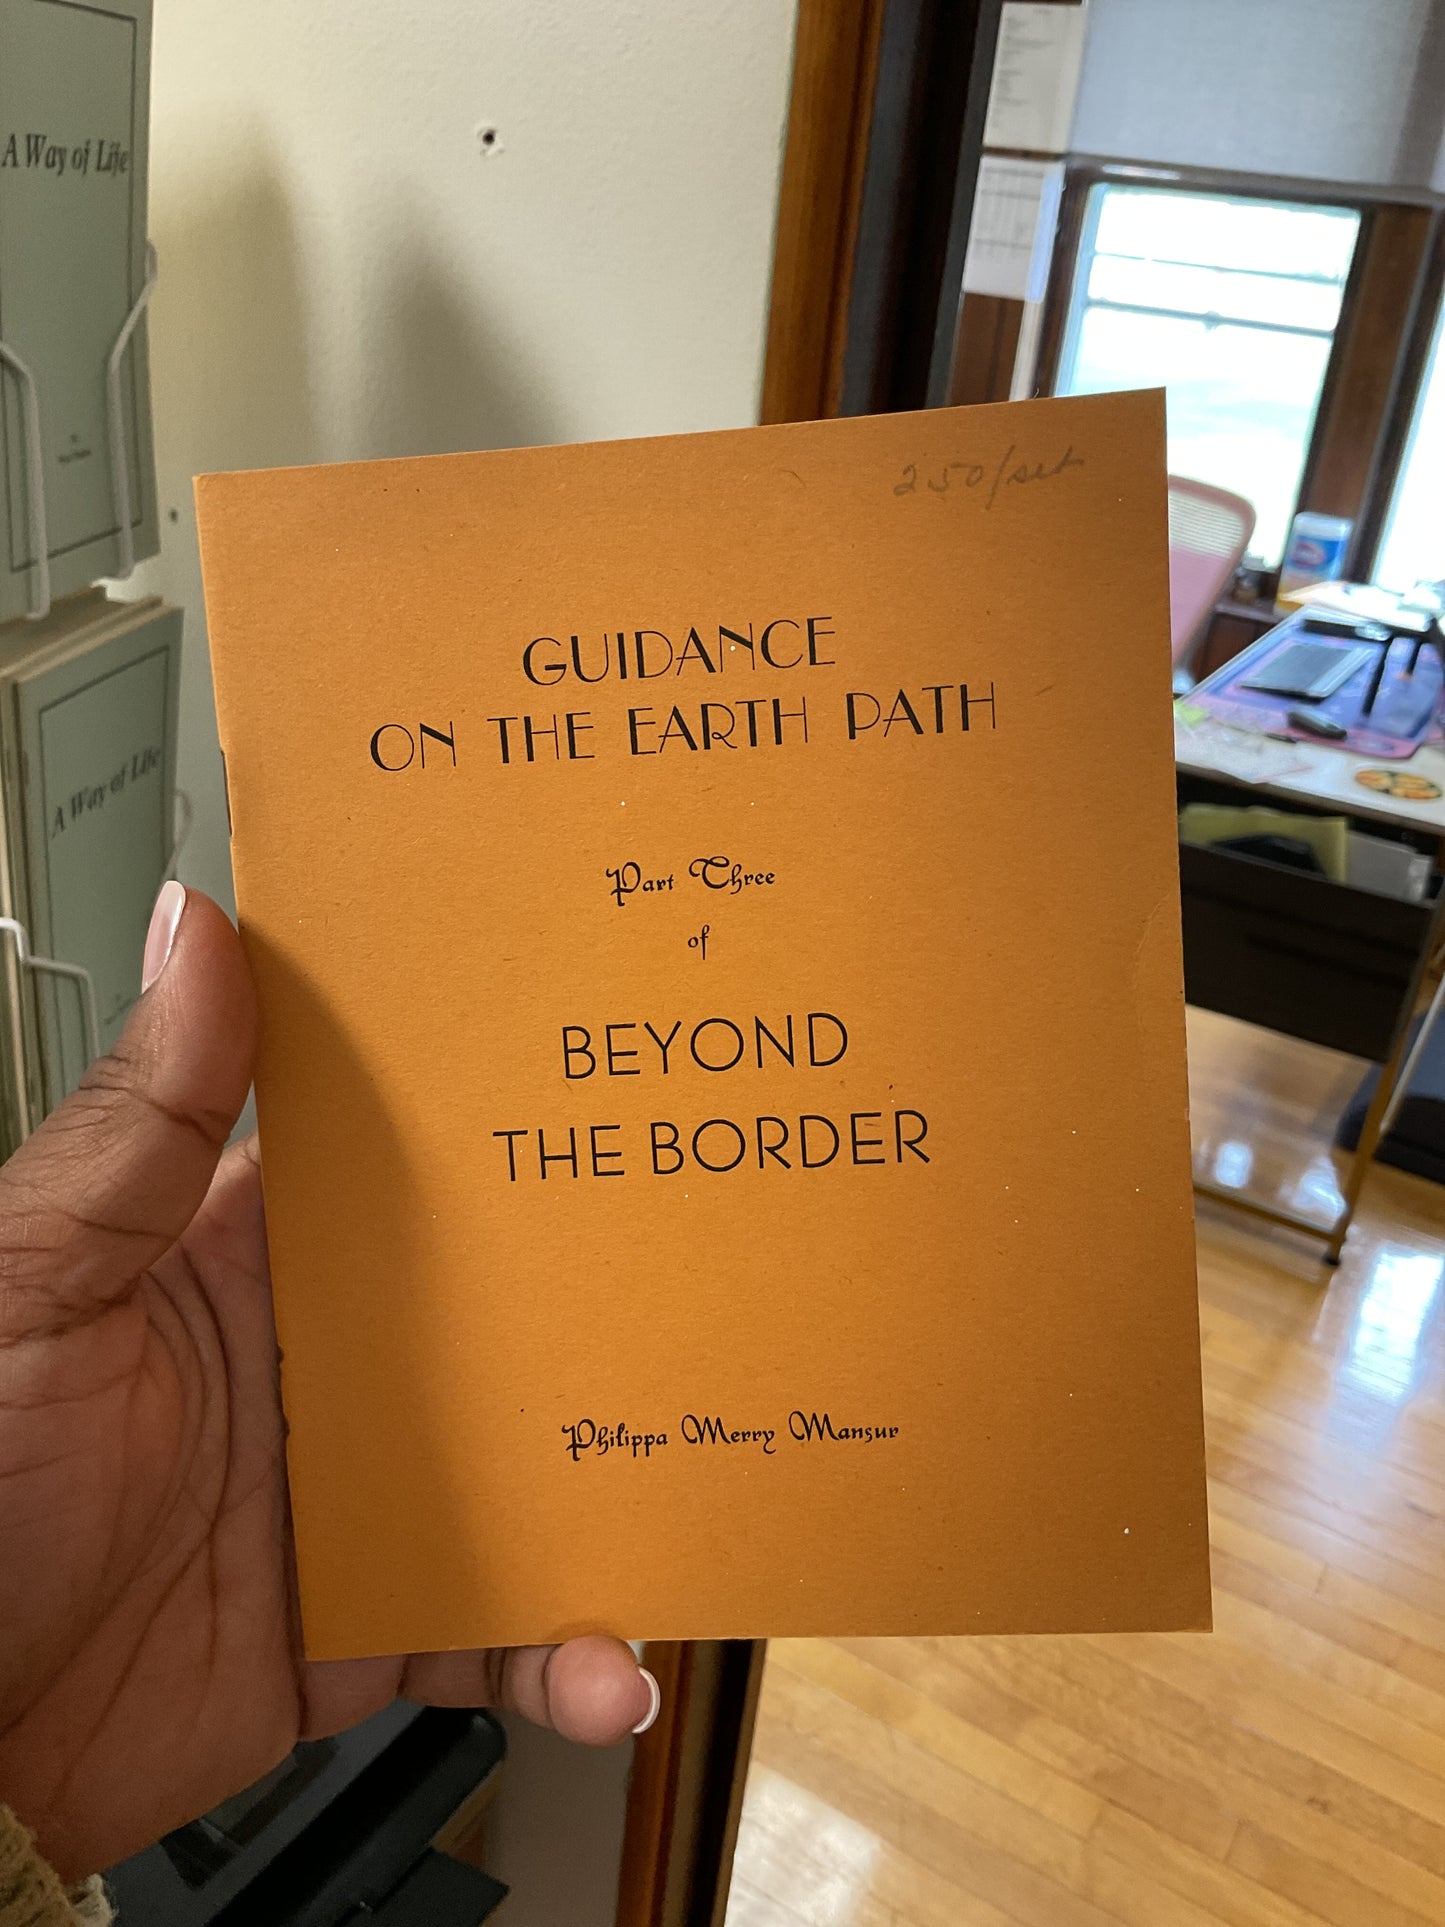 A Way of Life
A Way of Life
250/set
GUIDANCE
ON THE EARTH PATH
Part Three
of
BEYOND
THE BORDER
Philippa Merry Mansur